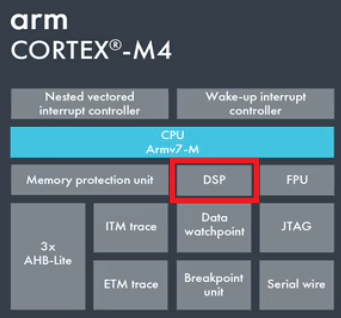 arm
CORTEX®-M4
Nested vectored
interrupt controller
Wake-up interrupt
controller
CPU
Armv7-M
Memory protection unit
DSP
FPU
3x
AHB-Lite
ITM trace
Data
watchpoint
JTAG
ETM trace
Breakpoint
unit
Serial wire